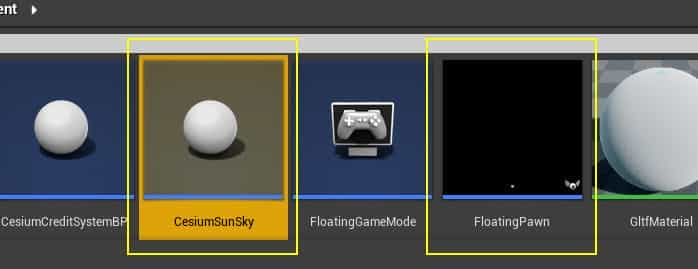 ent
CesiumCreditSystemBP
CesiumSunSky
FloatingGameMode
FloatingPawn
GltfMaterial